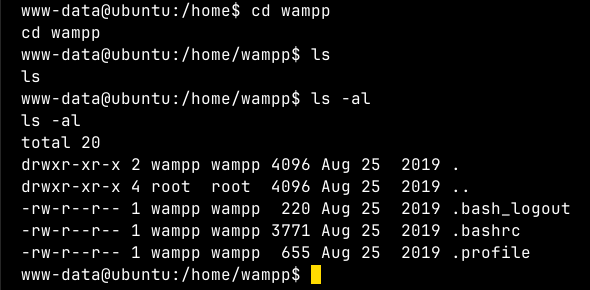 www-data@ubuntu:/home$ cd wampp
cd wampp
www-data@ubuntu:/home/wampp$ ls
ls
www-data@ubuntu:/home/wampp$ ls -al
ls -al
total 20
drwxr-xr-x 2 wampp wampp 4096 Aug 25  2019 .
drwxr-xr-x 4 root  root  4096 Aug 25  2019 ..
-rw-r--r-- 1 wampp wampp  220 Aug 25  2019 .bash_logout
-rw-r--r-- 1 wampp wampp 3771 Aug 25  2019 .bashrc
-rw-r--r-- 1 wampp wampp  655 Aug 25  2019 .profile
www-data@ubuntu:/home/wampp$